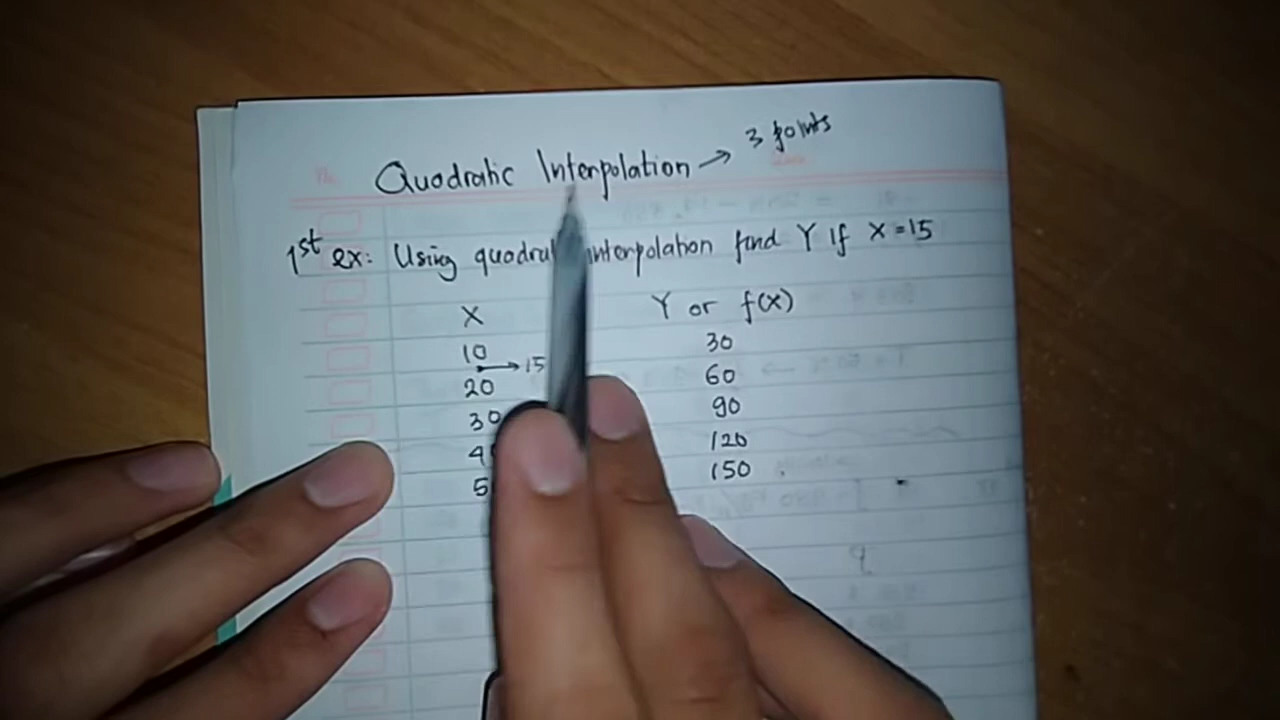 Quadratic Interpolation → 3 points
1st ex: Using interpolation find Y if X=15
X Y or f(x)
10 30
→15
20 60
30 90
120
150